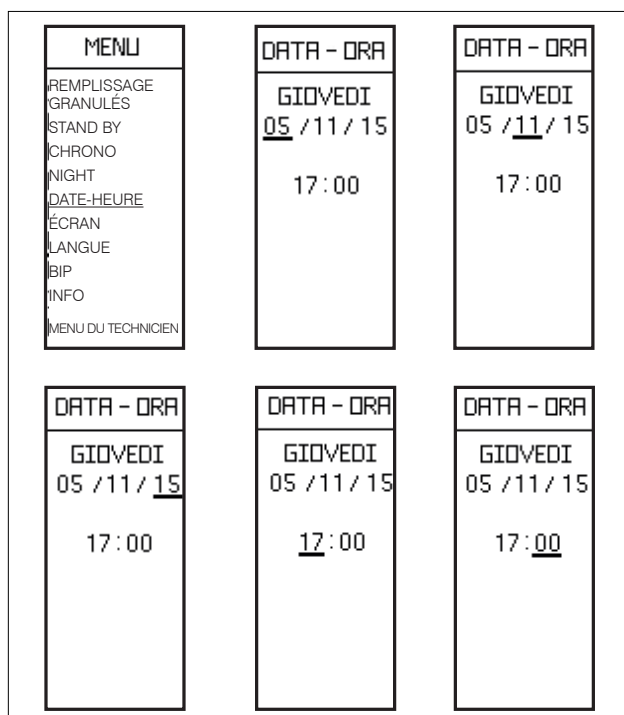 MENU
REMPLISSAGE
GRANULÉS
STAND BY
CHRONO
NIGHT
DATE-HEURE
ÉCRAN
LANGUE
BIP
INFO
MENU DU TECHNICIEN
DATA - ORA
GIOVEDI
05 / 11 / 15
17:00
DATA - ORA
GIOVEDI
05 / 11 / 15
17:00
DATA - ORA
GIOVEDI
05 / 11 / 15
17:00
DATA - ORA
GIOVEDI
05 / 11 / 15
17:00
DATA - ORA
GIOVEDI
05 / 11 / 15
17:00